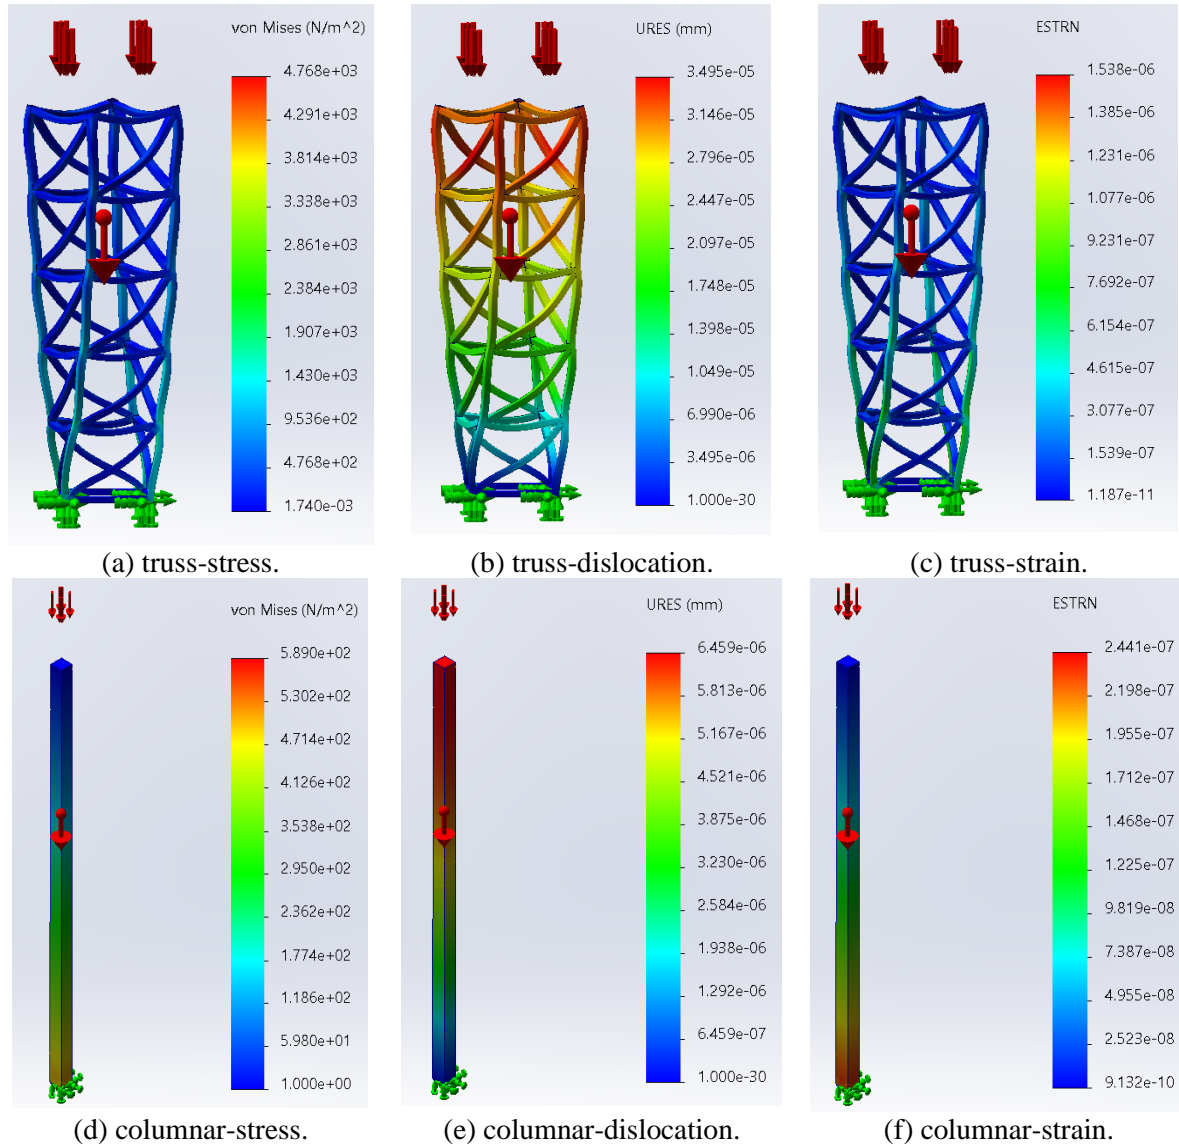 von Mises (N/m^2)
4.768e+03
4.291e+03
3.814e+03
3.338e+03
2.861e+03
2.384e+03
1.907e+03
1.430e+03
9.536e+02
4.768e+02
1.740e-03
(a) truss-stress.
URES (mm)
3.495e-05
3.146e-05
2.796e-05
2.447e-05
2.097e-05
1.748e-05
1.398e-05
1.049e-05
6.990e-06
3.495e-06
1.000e-30
(b) truss-dislocation.
ESTRN
1.538e-06
1.385e-06
1.231e-06
1.077e-06
9.231e-07
7.692e-07
6.154e-07
4.615e-07
3.077e-07
1.539e-07
1.187e-11
(c) truss-strain.
von Mises (N/m^2)
5.890e+02
5.302e+02
4.714e+02
4.126e+02
3.538e+02
2.950e+02
2.362e+02
1.774e+02
1.186e+02
5.980e+01
1.000e+00
(d) columnar-stress.
URES (mm)
6.459e-06
5.813e-06
5.167e-06
4.521e-06
3.875e-06
3.230e-06
2.584e-06
1.938e-06
1.292e-06
6.459e-07
1.000e-30
(e) columnar-dislocation.
ESTRN
2.441e-07
2.198e-07
1.955e-07
1.712e-07
1.468e-07
1.225e-07
9.819e-08
7.387e-08
4.955e-08
2.523e-08
9.132e-10
(f) columnar-strain.